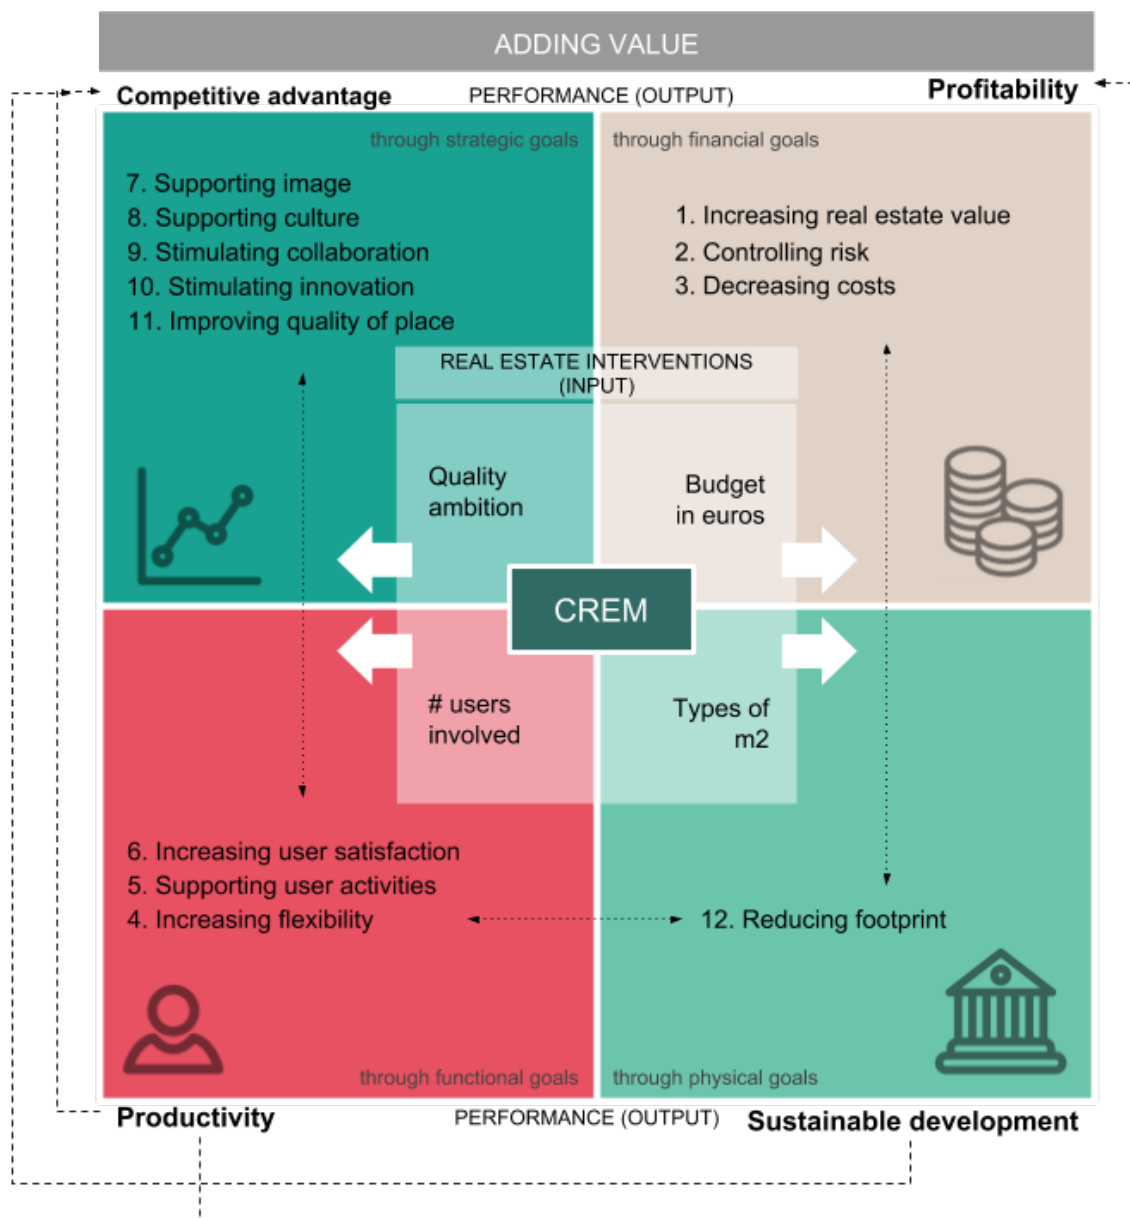 ADDING VALUE
Competitive advantage
PERFORMANCE (OUTPUT)
Profitability
through strategic goals
through financial goals
7. Supporting image
8. Supporting culture
9. Stimulating collaboration
10. Stimulating innovation
11. Improving quality of place
1. Increasing real estate value
2. Controlling risk
3. Decreasing costs
REAL ESTATE INTERVENTIONS
(INPUT)
Quality
ambition
Budget
in euros
CREM
# users
involved
Types of
m2
6. Increasing user satisfaction
5. Supporting user activities
4. Increasing flexibility
12. Reducing footprint
through functional goals
through physical goals
Productivity
PERFORMANCE (OUTPUT)
Sustainable development